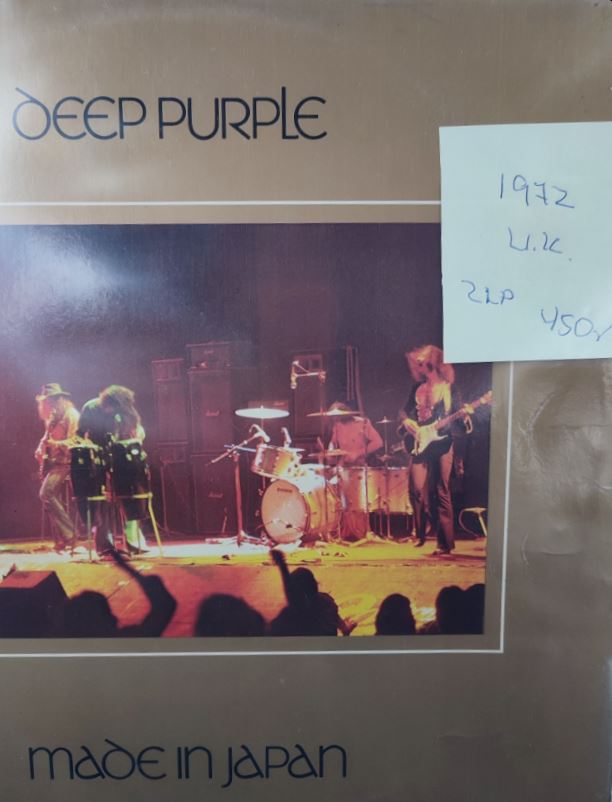 DEEP PURPLE
1972
U.K.
2LP
450
made in Japan